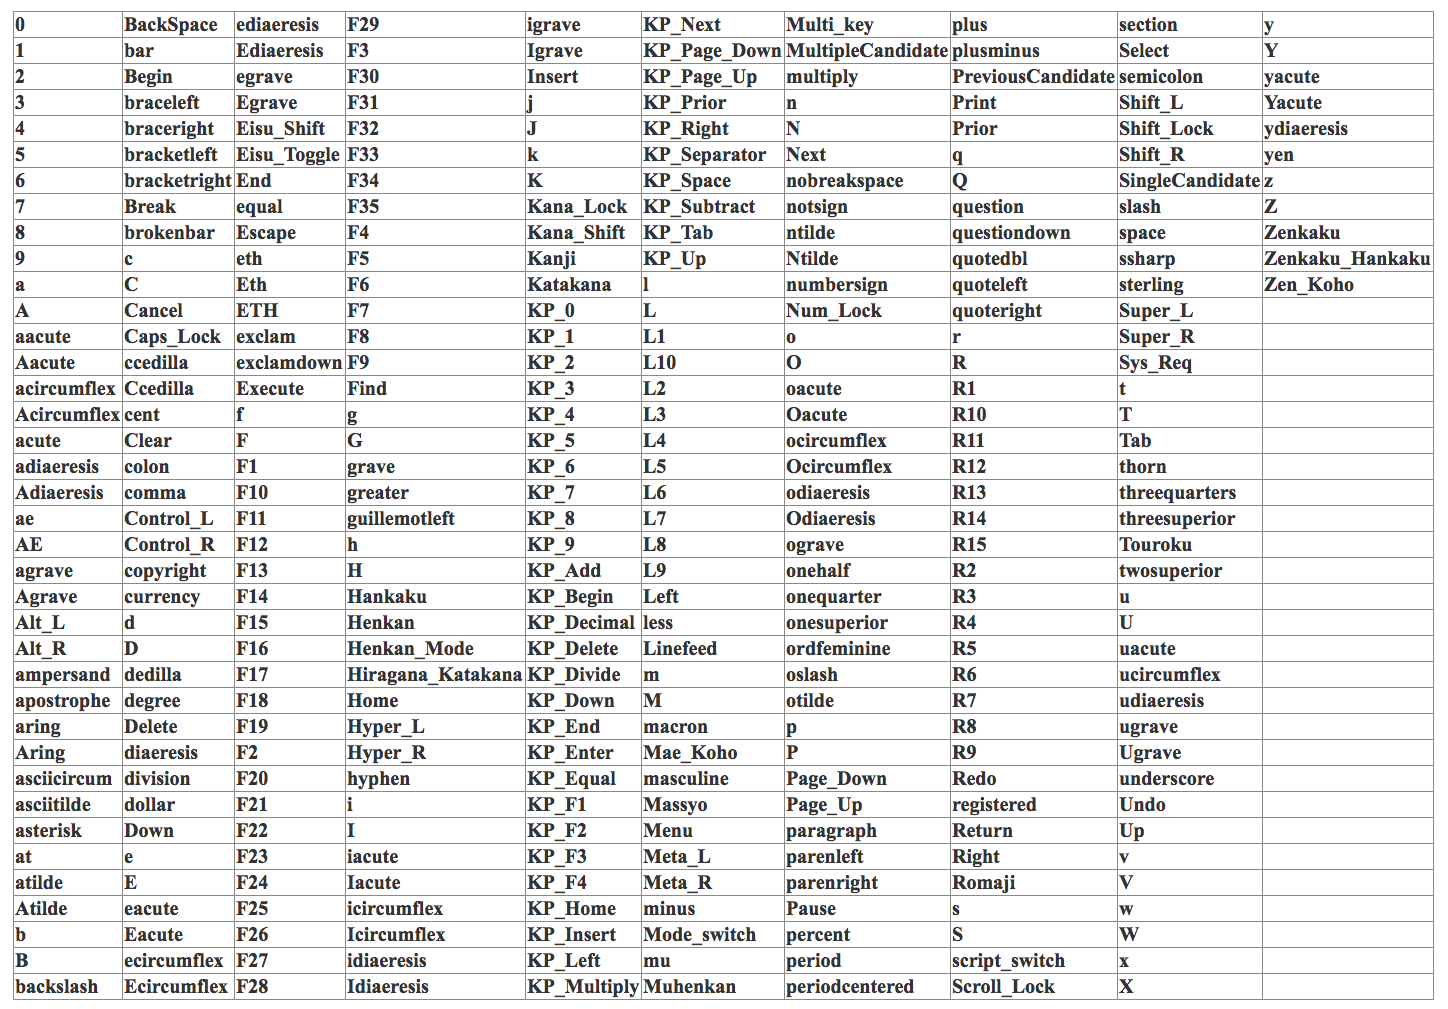 0 BackSpace ediaeresis F29 igrave KP_Next Multi_key plus section y
1 bar Ediaeresis F3 Igrave KP_Page_Down MultipleCandidate plusminus Select Y
2 Begin egrave F30 Insert KP_Page_Up multiply PreviousCandidate semicolon yacute
3 braceleft Egrave F31 j KP_Prior n Print Shift_L Yacute
4 braceright Eisu_Shift F32 J KP_Right N Prior Shift_Lock ydiaeresis
5 bracketleft Eisu_Toggle F33 k KP_Separator Next q Shift_R yen
6 bracketright End F34 K KP_Space nobreakspace Q SingleCandidate z
7 Break equal F35 Kana_Lock KP_Subtract notsign question slash Z
8 brokenbar Escape F4 Kana_Shift KP_Tab ntilde questiondown space Zenkaku
9 c eth F5 Kanji KP_Up Ntilde quotedbl ssharp Zenkaku_Hankaku
a C Eth F6 Katakana l numbersign quoteleft sterling Zen_Koho
A Cancel ETH F7 KP_0 L Num_Lock quoteright Super_L
aacute Caps_Lock exclam F8 KP_1 L1 o r Super_R
Aacute ccedilla exclamdown F9 KP_2 L10 O R Sys_Req
acircumflex Ccedilla Execute Find KP_3 L2 oacute R1 t
Acircumflex cent f g KP_4 L3 Oacute R10 T
acute Clear F G KP_5 L4 ocircumflex R11 Tab
adiaeresis colon F1 grave KP_6 L5 Ocircumflex R12 thorn
Adiaeresis comma F10 greater KP_7 L6 odiaeresis R13 threequarters
ae Control_L F11 guillemotleft KP_8 L7 Odiaeresis R14 threesuperior
AE Control_R F12 h KP_9 L8 ograve R15 Touroku
agrave copyright F13 H KP_Add L9 onehalf R2 twosuperior
Agrave currency F14 Hankaku KP_Begin Left onequarter R3 u
Alt_L d F15 Henkan KP_Decimal less onesuperior R4 U
Alt_R D F16 Henkan_Mode KP_Delete Linefeed ordfeminine R5 uacute
ampersand dedilla F17 Hiragana_Katakana KP_Divide m oslash R6 ucircumflex
apostrophe degree F18 Home KP_Down M otilde R7 udiaeresis
aring Delete F19 Hyper_L KP_End macron p R8 ugrave
Aring diaeresis F2 Hyper_R KP_Enter Mae_Koho P R9 Ugrave
asciicircum division F20 hyphen KP_Equal masculine Page_Down Redo underscore
asciitilde dollar F21 i KP_F1 Massyo Page_Up registered Undo
asterisk Down F22 I KP_F2 Menu paragraph Return Up
at e F23 iacute KP_F3 Meta_L parenleft Right v
atilde E F24 Iacute KP_F4 Meta_R parenright Romaji V
Atilde eacute F25 icircumflex KP_Home minus Pause s w
b Eacute F26 Icircumflex KP_Insert Mode_switch percent S W
B ecircumflex F27 idiaeresis KP_Left mu period script_switch x
backslash Ecircumflex F28 Idiaeresis KP_Multiply Muhenkan periodcentered Scroll_Lock X